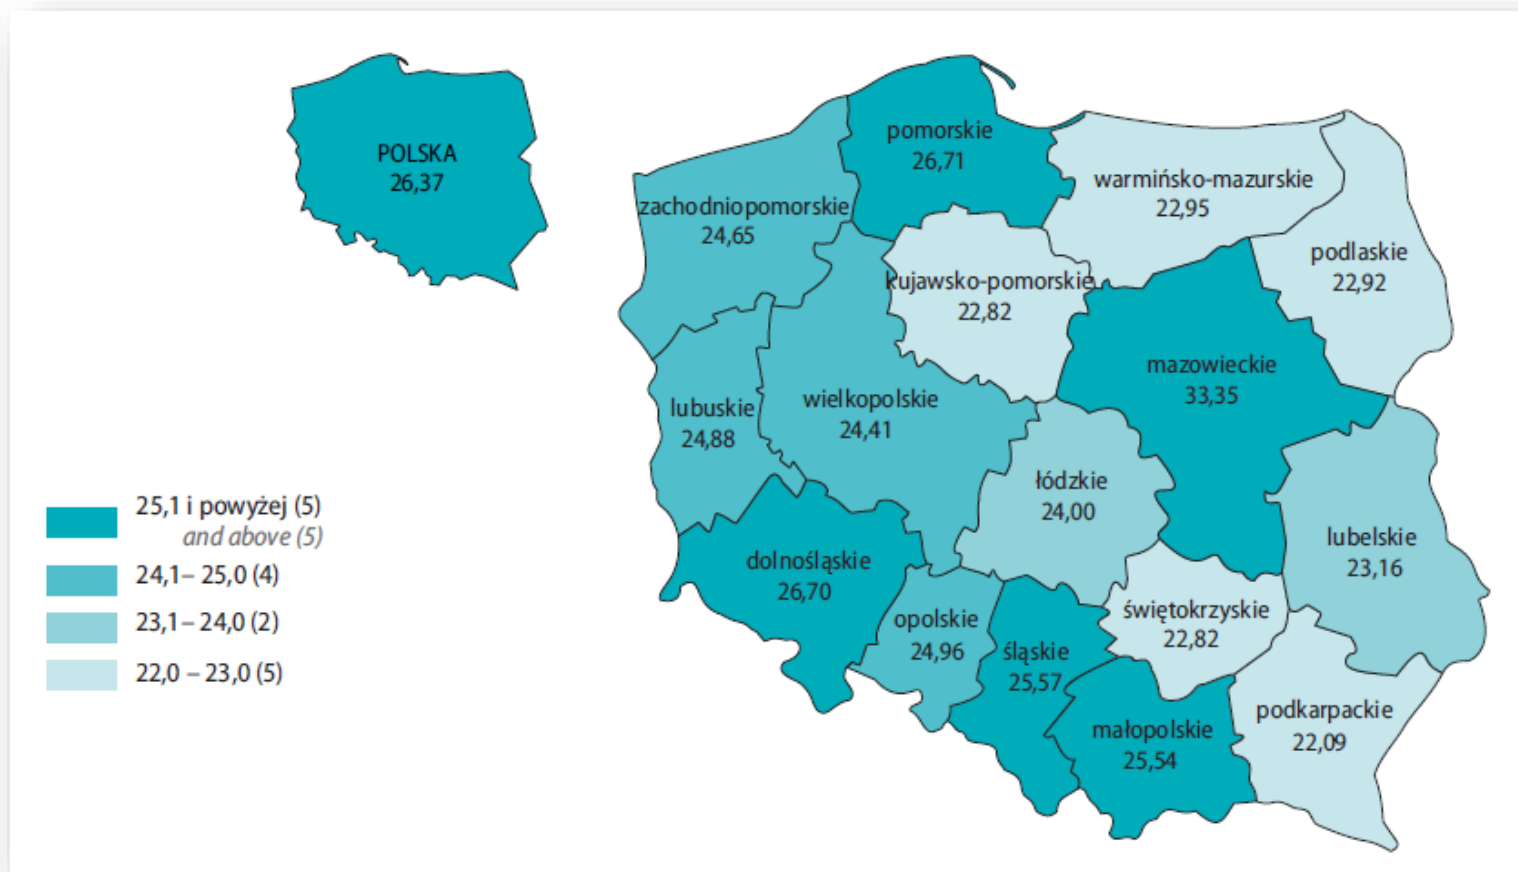 POLSKA
26,37
pomorskie
26,71
warmińsko-mazurskie
22,95
zachodniopomorskie
24,65
podlaskie
22,92
kujawsko-pomorskie
22,82
mazowieckie
33,35
lubuskie
24,88
wielkopolskie
24,41
łódzkie
24,00
lubelskie
23,16
dolnośląskie
26,70
opolskie
24,96
śląskie
25,57
świętokrzyskie
22,82
małopolskie
25,54
podkarpackie
22,09
25,1 i powyżej (5)
and above (5)
24,1– 25,0 (4)
23,1– 24,0 (2)
22,0 – 23,0 (5)